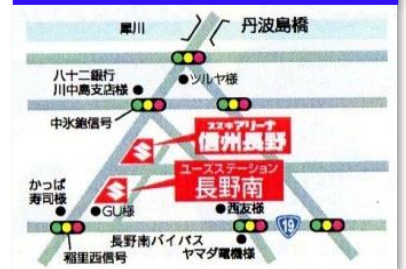 犀川
丹波島橋
八十二銀行
川中島支店様
ツルヤ様
中氷鉋信号
スズキアリーナ
信州長野
ユーズステーション
長野南
かっぱ
寿司様
GU様
西友様
19
長野南バイパス
ヤマダ電機様
稲里西信号